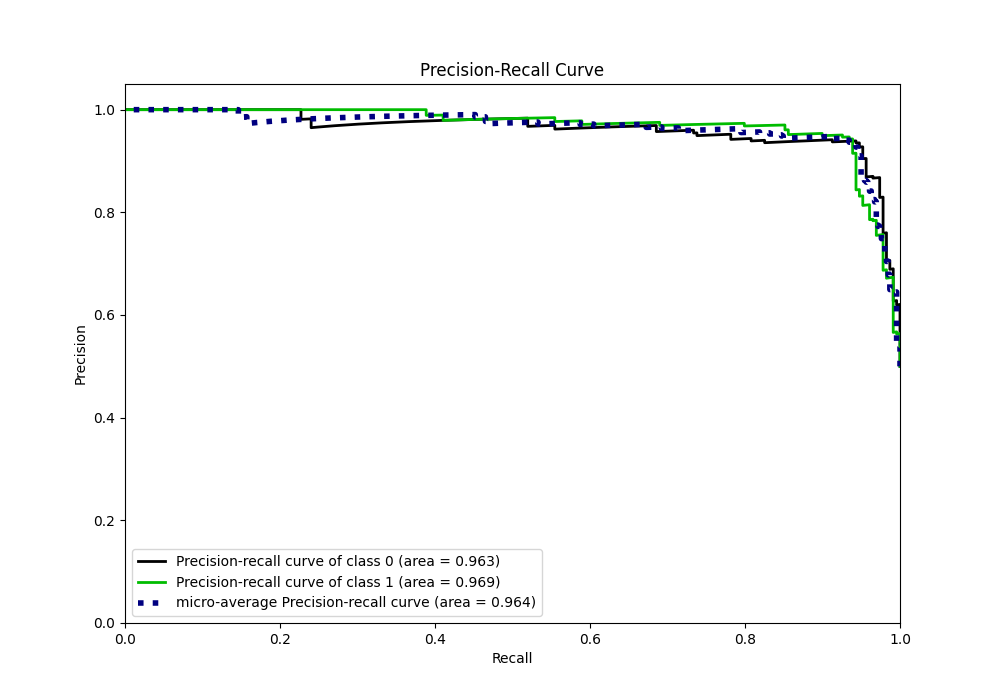 Precision-Recall Curve
1.0
0.8
0.6
0.4
0.2
0.0
Precision
Precision-recall curve of class 0 (area = 0.963)
Precision-recall curve of class 1 (area = 0.969)
micro-average Precision-recall curve (area = 0.964)
0.0 0.2 0.4 0.6 0.8 1.0
Recall